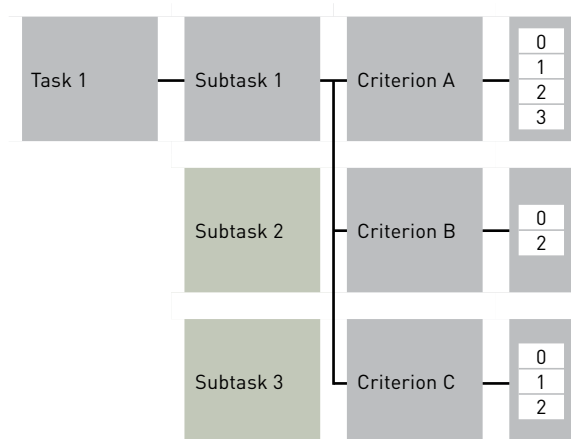 Task 1
Subtask 1
Criterion A
0
1
2
3
Subtask 2
Criterion B
0
2
Subtask 3
Criterion C
0
1
2